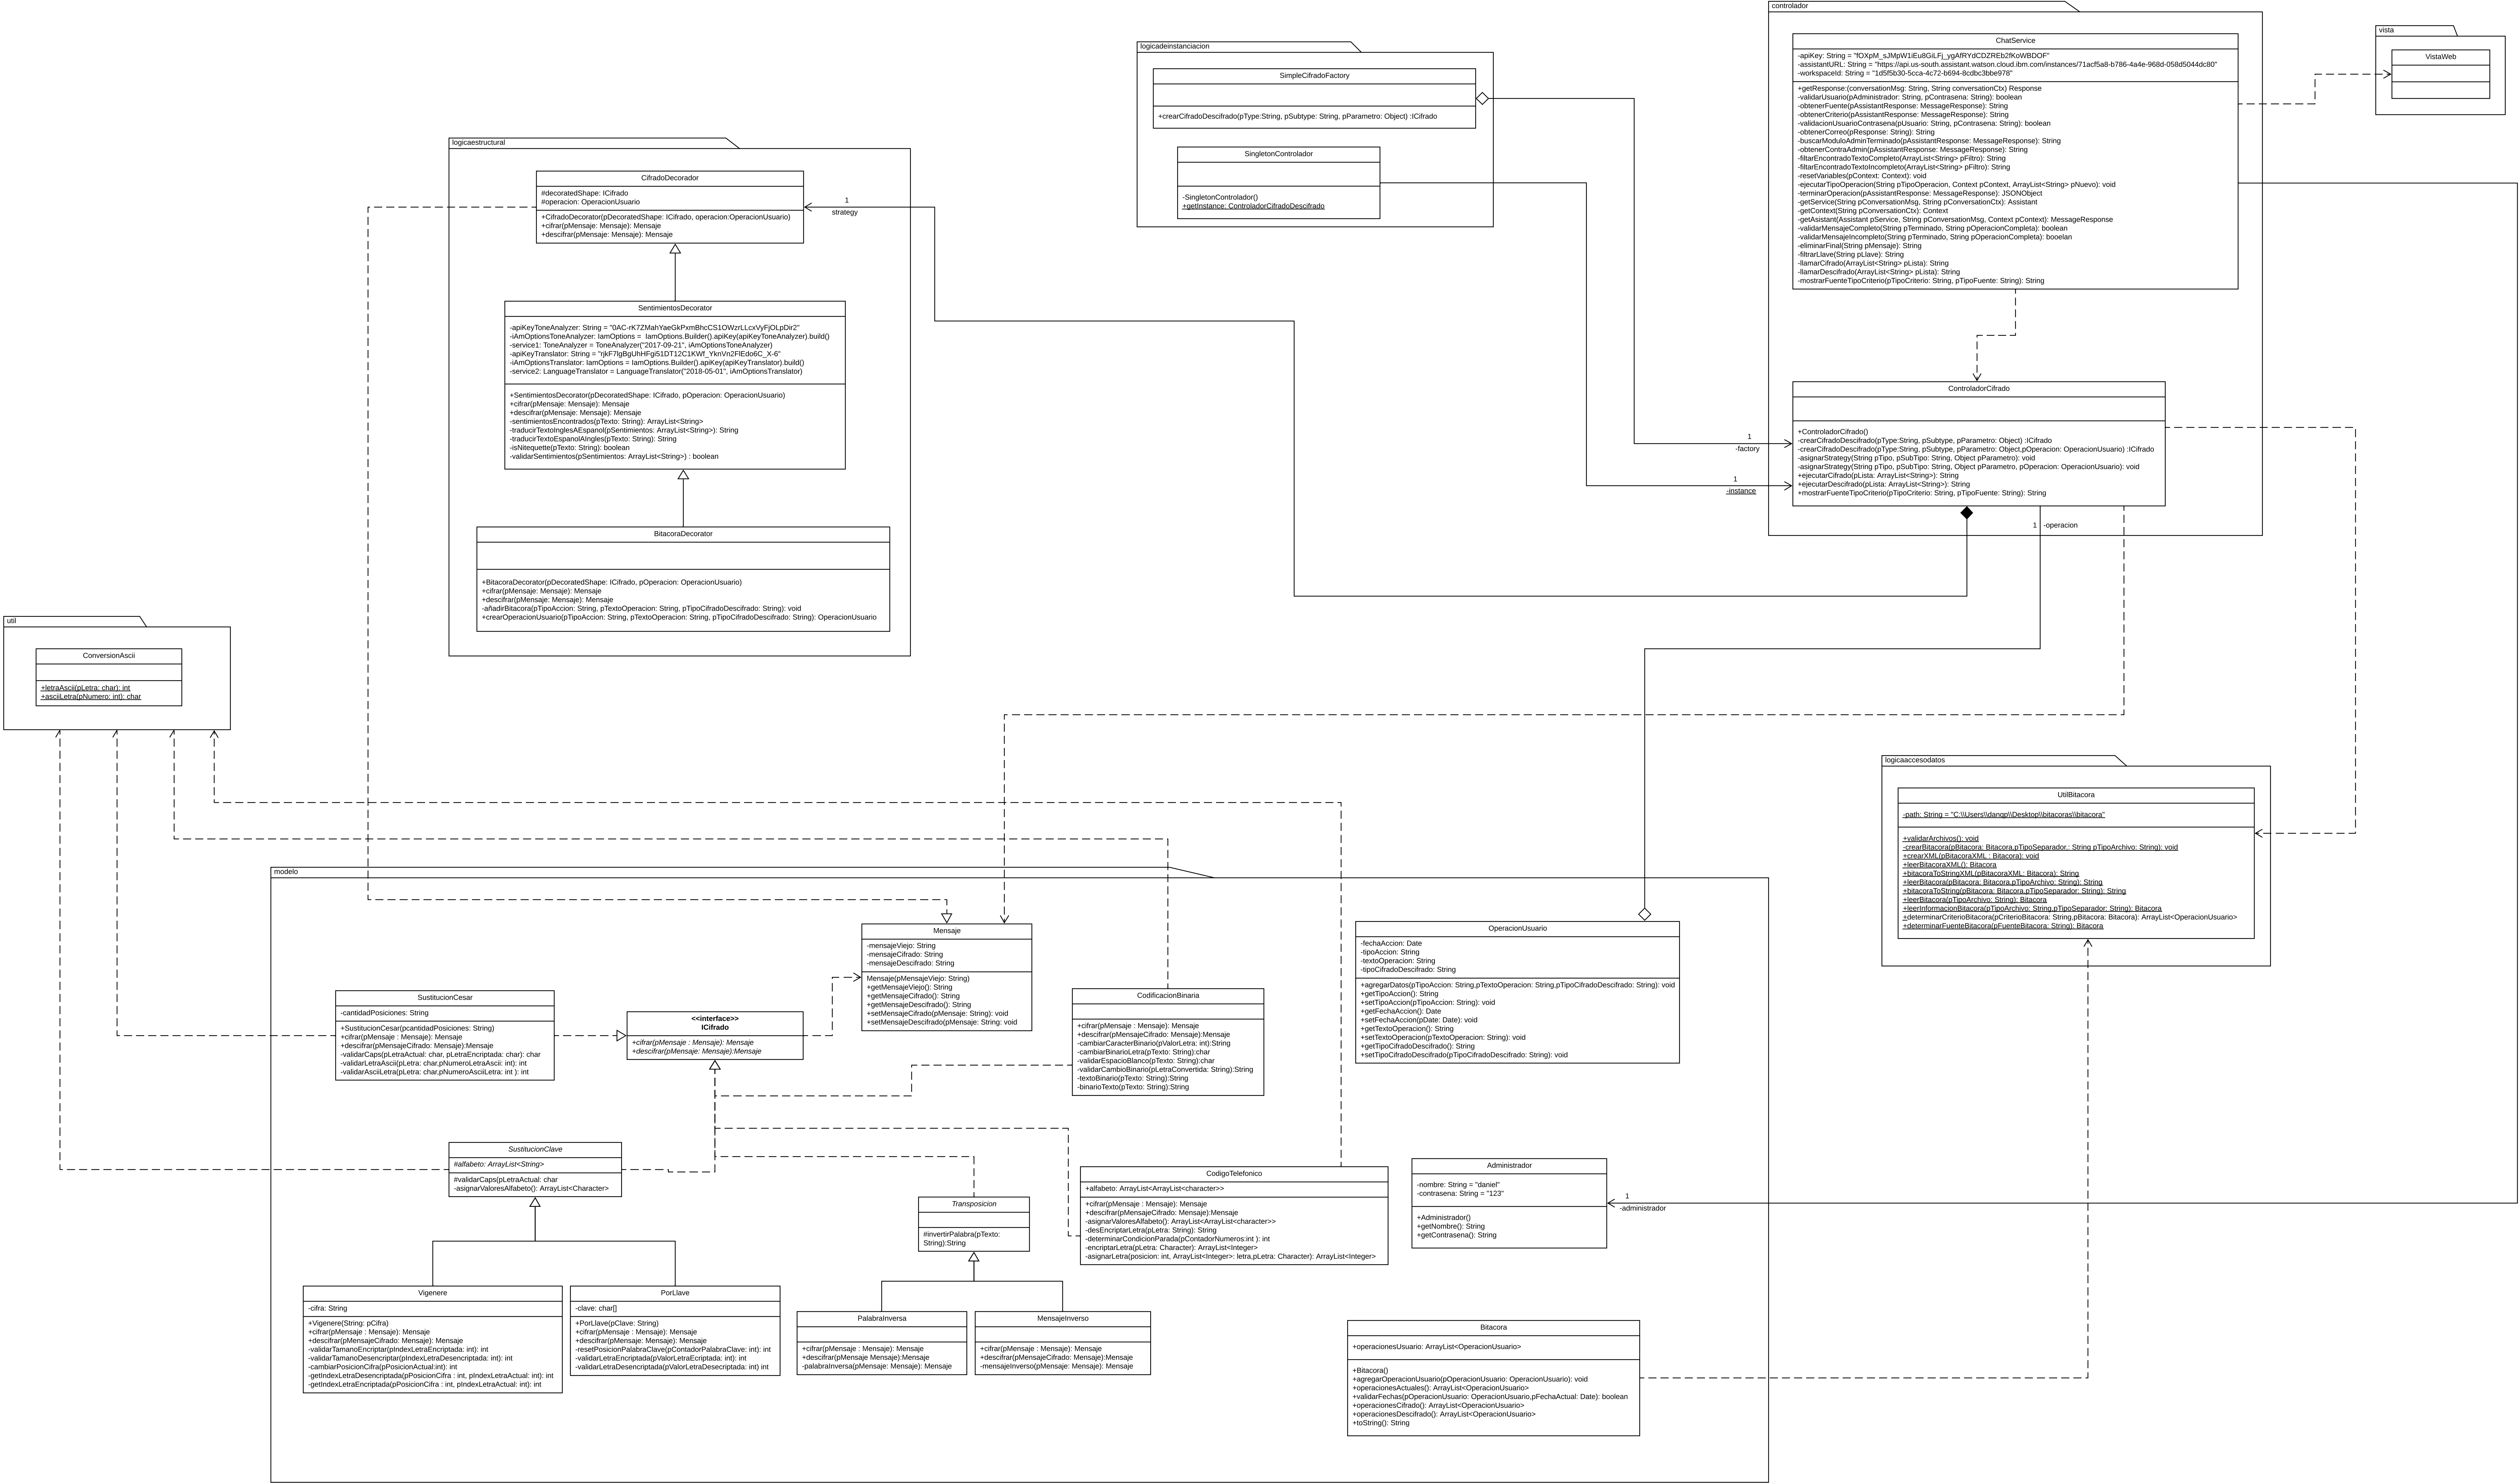 controlador
ChatService
-apiKey: String = "fOXpM_sJMpW1iEu8GiLFj_ygAfRYdCDZREb2fKoWBDOF"
-assistantURL: String = "https://api.us-south.assistant.watson.cloud.ibm.com/instances/71acf5a8-b786-4a4e-968d-058d5044dc80"
-workspaceId: String = "1d5f5b30-5cca-4c72-b694-8cdbc3bbe978"
+getResponse:(conversationMsg: String, String conversationCtx) Response
-validarUsuario(pAdministrador: String, pContrasena: String): boolean
-obtenerFuente(pAssistantResponse: MessageResponse): String
-obtenerCriterio(pAssistantResponse: MessageResponse): String
-validacionUsuarioContrasena(pUsuario: String, pContrasena: String): boolean
-obtenerCorreo(pResponse: String): String
-buscarModuloAdminTerminado(pAssistantResponse: MessageResponse): String
-obtenerContraAdmin(pAssistantResponse: MessageResponse): String
-filtarEncontradoTextoCompleto(ArrayList<String> pFiltro): String
-filtarEncontradoTextoIncompleto(ArrayList<String> pFiltro): String
-resetVariables(pContext: Context): void
-ejecutarTipoOperacion(String pTipoOperacion, Context pContext, ArrayList<String> pNuevo): void
-terminarOperacion(pAssistantResponse: MessageResponse): JSONObject
-getService(String pConversationMsg, String pConversationCtx): Assistant
-getContext(String pConversationCtx): Context
-getAsistant(Assistant pService, String pConversationMsg, Context pContext): MessageResponse
-validarMensajeCompleto(String pTerminado, String pOperacionCompleta): boolean
-validarMensajeIncompleto(String pTerminado, String pOperacionCompleta): booelan
-eliminarFinal(String pMensaje): String
-filtrarLlave(String pLlave): String
-llamarCifrado(ArrayList<String> pLista): String
-llamarDescifrado(ArrayList<String> pLista): String
-mostrarFuenteTipoCriterio(pTipoCriterio: String, pTipoFuente: String): String
vista
VistaWeb
logicadeinstanciacion
SimpleCifradoFactory
+crearCifradoDescifrado(pType:String, pSubtype: String, pParametro: Object) :ICifrado
SingletonControlador
-SingletonControlador()
+getInstance: ControladorCifradoDescifrado
logicaestructural
CifradoDecorador
#decoratedShape: ICifrado
#operacion: OperacionUsuario
+CifradoDecorador(pDecoratedShape: ICifrado, operacion:OperacionUsuario)
+cifrar(pMensaje: Mensaje): Mensaje
+descifrar(pMensaje: Mensaje): Mensaje
1
strategy
SentimientosDecorator
-apiKeyToneAnalyzer: String = "0AC-rK7ZMahYaeGkPxmBhcCS1OWzrLLcxVyFjOLpDir2"
-iAmOptionsToneAnalyzer: IamOptions =  IamOptions.Builder().apiKey(apiKeyToneAnalyzer).build()
-service1: ToneAnalyzer = ToneAnalyzer("2017-09-21", iAmOptionsToneAnalyzer)
-apiKeyTranslator: String = "rjkF7lgBgUhHFgi51DT12C1KWf_YknVn2FlEdo6C_X-6"
-iAmOptionsTranslator: IamOptions = IamOptions.Builder().apiKey(apiKeyTranslator).build()
-service2: LanguageTranslator = LanguageTranslator("2018-05-01", iAmOptionsTranslator)
+SentimientosDecorator(pDecoratedShape: ICifrado, pOperacion: OperacionUsuario)
+cifrar(pMensaje: Mensaje): Mensaje
+descifrar(pMensaje: Mensaje): Mensaje
-sentimientosEncontrados(pTexto: String): ArrayList<String>
-traducirTextoInglesAEspanol(pSentimientos: ArrayList<String>): String
-traducirTextoEspanolAIngles(pTexto: String): String
-isNitequette(pTexto: String): boolean
-validarSentimientos(pSentimientos: ArrayList<String>) : boolean
BitacoraDecorator
+BitacoraDecorator(pDecoratedShape: ICifrado, pOperacion: OperacionUsuario)
+cifrar(pMensaje: Mensaje): Mensaje
+descifrar(pMensaje: Mensaje): Mensaje
-añadirBitacora(pTipoAccion: String, pTextoOperacion: String, pTipoCifradoDescifrado: String): void
+crearOperacionUsuario(pTipoAccion: String, pTextoOperacion: String, pTipoCifradoDescifrado: String): OperacionUsuario
ControladorCifrado
+ControladorCifrado()
-crearCifradoDescifrado(pType:String, pSubtype, pParametro: Object) :ICifrado
-crearCifradoDescifrado(pType:String, pSubtype, pParametro: Object,pOperacion: OperacionUsuario) :ICifrado
-asignarStrategy(String pTipo, pSubTipo: String, Object pParametro): void
-asignarStrategy(String pTipo, pSubTipo: String, Object pParametro, pOperacion: OperacionUsuario): void
+ejecutarCifrado(pLista: ArrayList<String>): String
+ejecutarDescifrado(pLista: ArrayList<String>): String
+mostrarFuenteTipoCriterio(pTipoCriterio: String, pTipoFuente: String): String
1
-factory
1
-instance
1
-operacion
util
ConversionAscii
+letraAscii(pLetra: char): int
+asciiLetra(pNumero: int): char
logicaaccesodatos
UtilBitacora
-path: String = "C:\\Users\\danqp\\Desktop\\bitacoras\\bitacora"
+validarArchivos(): void
-crearBitacora(pBitacora: Bitacora,pTipoSeparador,: String pTipoArchivo: String): void
+crearXML(pBitacoraXML : Bitacora): void
+leerBitacoraXML(): Bitacora
+bitacoraToStringXML(pBitacoraXML: Bitacora): String
+leerBitacora(pBitacora: Bitacora,pTipoArchivo: String): String
+bitacoraToString(pBitacora: Bitacora,pTipoSeparador: String): String
+leerBitacora(pTipoArchivo: String): Bitacora
+leerInformacionBitacora(pTipoArchivo: String,pTipoSeparador: String): Bitacora
+determinarCriterioBitacora(pCriterioBitacora: String,pBitacora: Bitacora): ArrayList<OperacionUsuario>
+determinarFuenteBitacora(pFuenteBitacora: String): Bitacora
modelo
Mensaje
-mensajeViejo: String
-mensajeCifrado: String
-mensajeDescifrado: String
Mensaje(pMensajeViejo: String)
+getMensajeViejo(): String
+getMensajeCifrado(): String
+getMensajeDescifrado(): String
+setMensajeCifrado(pMensaje: String): void
+setMensajeDescifrado(pMensaje: String: void
OperacionUsuario
-fechaAccion: Date
-tipoAccion: String
-textoOperacion: String
-tipoCifradoDescifrado: String
+agregarDatos(pTipoAccion: String,pTextoOperacion: String,pTipoCifradoDescifrado: String): void
+getTipoAccion(): String
+setTipoAccion(pTipoAccion: String): void
+getFechaAccion(): Date
+setFechaAccion(pDate: Date): void
+getTextoOperacion(): String
+setTextoOperacion(pTextoOperacion: String): void
+getTipoCifradoDescifrado(): String
+setTipoCifradoDescifrado(pTipoCifradoDescifrado: String): void
SustitucionCesar
-cantidadPosiciones: String
+SustitucionCesar(pcantidadPosiciones: String)
+cifrar(pMensaje : Mensaje): Mensaje
+descifrar(pMensajeCifrado: Mensaje):Mensaje
-validarCaps(pLetraActual: char, pLetraEncriptada: char): char
-validarLetraAscii(pLetra: char,pNumeroLetraAscii: int): int
-validarAsciiLetra(pLetra: char,pNumeroAsciiLetra: int ): int
<<interface>>
ICifrado
+cifrar(pMensaje : Mensaje): Mensaje
+descifrar(pMensaje: Mensaje):Mensaje
CodificacionBinaria
+cifrar(pMensaje : Mensaje): Mensaje
+descifrar(pMensajeCifrado: Mensaje):Mensaje
-cambiarCaracterBinario(pValorLetra: int):String
-cambiarBinarioLetra(pTexto: String):char
-validarEspacioBlanco(pTexto: String):char
-validarCambioBinario(pLetraConvertida: String):String
-textoBinario(pTexto: String):String
-binarioTexto(pTexto: String):String
SustitucionClave
#alfabeto: ArrayList<String>
#validarCaps(pLetraActual: char
-asignarValoresAlfabeto(): ArrayList<Character>
Transposicion
#invertirPalabra(pTexto:
String):String
CodigoTelefonico
+alfabeto: ArrayList<ArrayList<character>>
+cifrar(pMensaje : Mensaje): Mensaje
+descifrar(pMensajeCifrado: Mensaje):Mensaje
-asignarValoresAlfabeto(): ArrayList<ArrayList<character>>
-desEncriptarLetra(pLetra: String): String
-determinarCondicionParada(pContadorNumeros:int ): int
-encriptarLetra(pLetra: Character): ArrayList<Integer>
-asignarLetra(posicion: int, ArrayList<Integer>: letra,pLetra: Character): ArrayList<Integer>
Administrador
-nombre: String = "daniel"
-contrasena: String = "123"
+Administrador()
+getNombre(): String
+getContrasena(): String
1
-administrador
Vigenere
-cifra: String
+Vigenere(String: pCifra)
+cifrar(pMensaje : Mensaje): Mensaje
+descifrar(pMensajeCifrado: Mensaje): Mensaje
-validarTamanoEncriptar(pIndexLetraEncriptada: int): int
-validarTamanoDesencriptar(pIndexLetraDesencriptada: int): int
-cambiarPosicionCifra(pPosicionActual:int): int
-getIndexLetraDesencriptada(pPosicionCifra : int, pIndexLetraActual: int): int
-getIndexLetraEncriptada(pPosicionCifra : int, pIndexLetraActual: int): int
PorLlave
-clave: char[]
+PorLlave(pClave: String)
+cifrar(pMensaje : Mensaje): Mensaje
+descifrar(pMensaje: Mensaje): Mensaje
-resetPosicionPalabraClave(pContadorPalabraClave: int): int
-validarLetraEncriptada(pValorLetraEcriptada: int): int
-validarLetraDesencriptada(pValorLetraDesecriptada: int) int
PalabraInversa
+cifrar(pMensaje : Mensaje): Mensaje
+descifrar(pMensaje Mensaje):Mensaje
-palabraInversa(pMensaje: Mensaje): Mensaje
MensajeInverso
+cifrar(pMensaje : Mensaje): Mensaje
+descifrar(pMensajeCifrado: Mensaje):Mensaje
-mensajeInverso(pMensaje: Mensaje): Mensaje
Bitacora
+operacionesUsuario: ArrayList<OperacionUsuario>
+Bitacora()
+agregarOperacionUsuario(pOperacionUsuario: OperacionUsuario): void
+operacionesActuales(): ArrayList<OperacionUsuario>
+validarFechas(pOperacionUsuario: OperacionUsuario,pFechaActual: Date): boolean
+operacionesCifrado(): ArrayList<OperacionUsuario>
+operacionesDescifrado(): ArrayList<OperacionUsuario>
+toString(): String